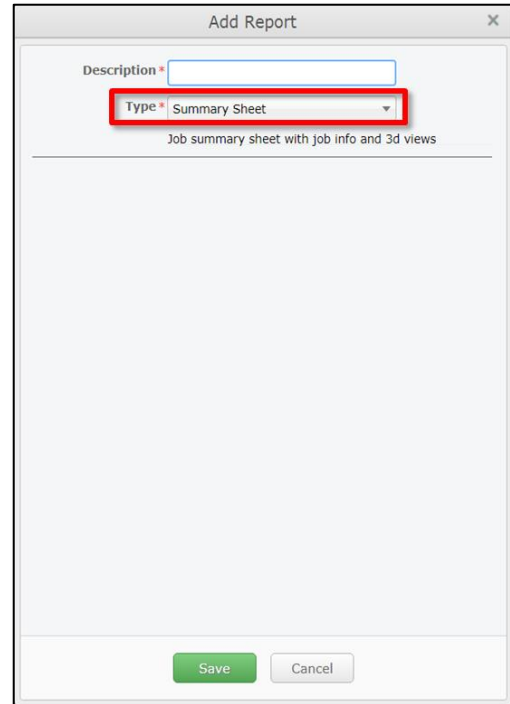 Add Report ×
Description *
Type * Summary Sheet
Job summary sheet with job info and 3d views
Save Cancel